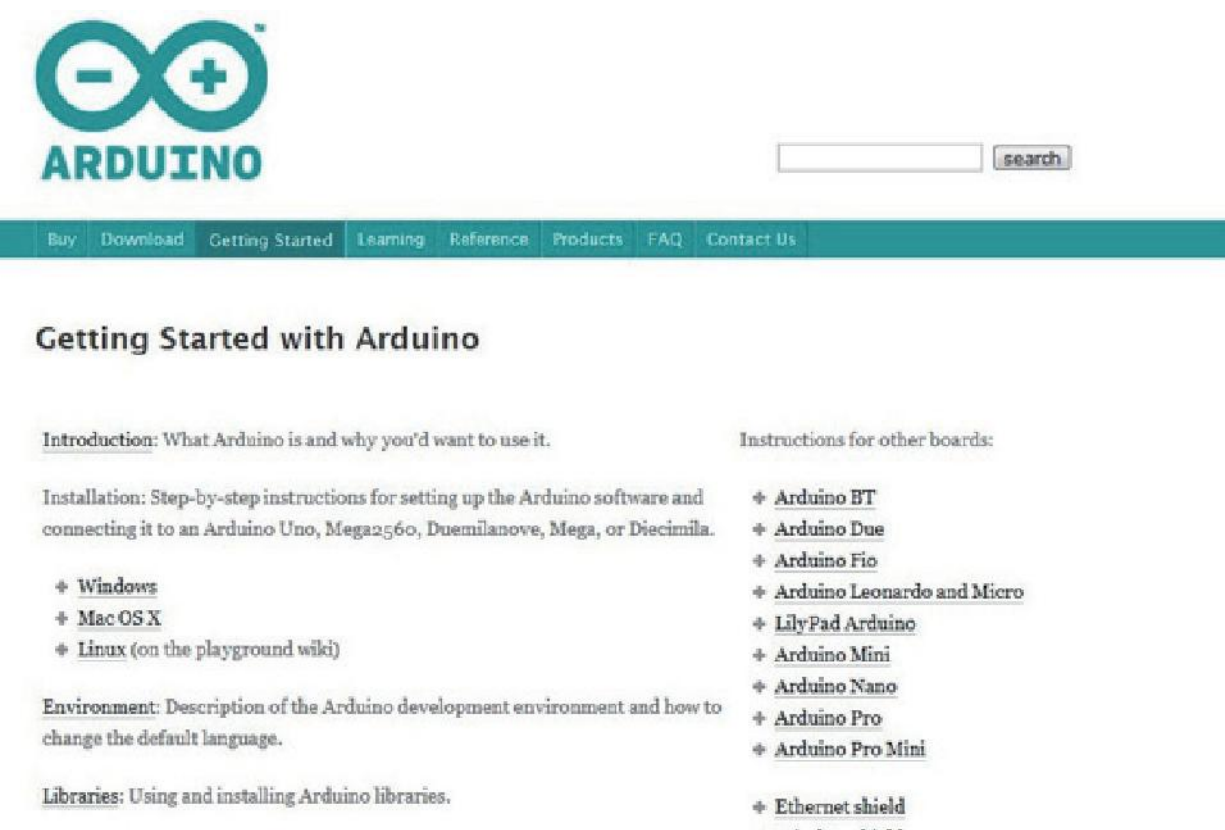 ARDUINO
search
Buy Download Getting Started Learning Reference Products FAQ Contact Us
Getting Started with Arduino
Introduction: What Arduino is and why you'd want to use it.
Installation: Step-by-step instructions for setting up the Arduino software and
connecting it to an Arduino Uno, Mega2560, Duemilanove, Mega, or Diecimila.
Windows
Mac OS X
Linux (on the playground wiki)
Environment: Description of the Arduino development environment and how to
change the default language.
Libraries: Using and installing Arduino libraries.
Instructions for other boards:
Arduino BT
Arduino Due
Arduino Fio
Arduino Leonardo and Micro
LilyPad Arduino
Arduino Mini
Arduino Nano
Arduino Pro
Arduino Pro Mini
Ethernet shield